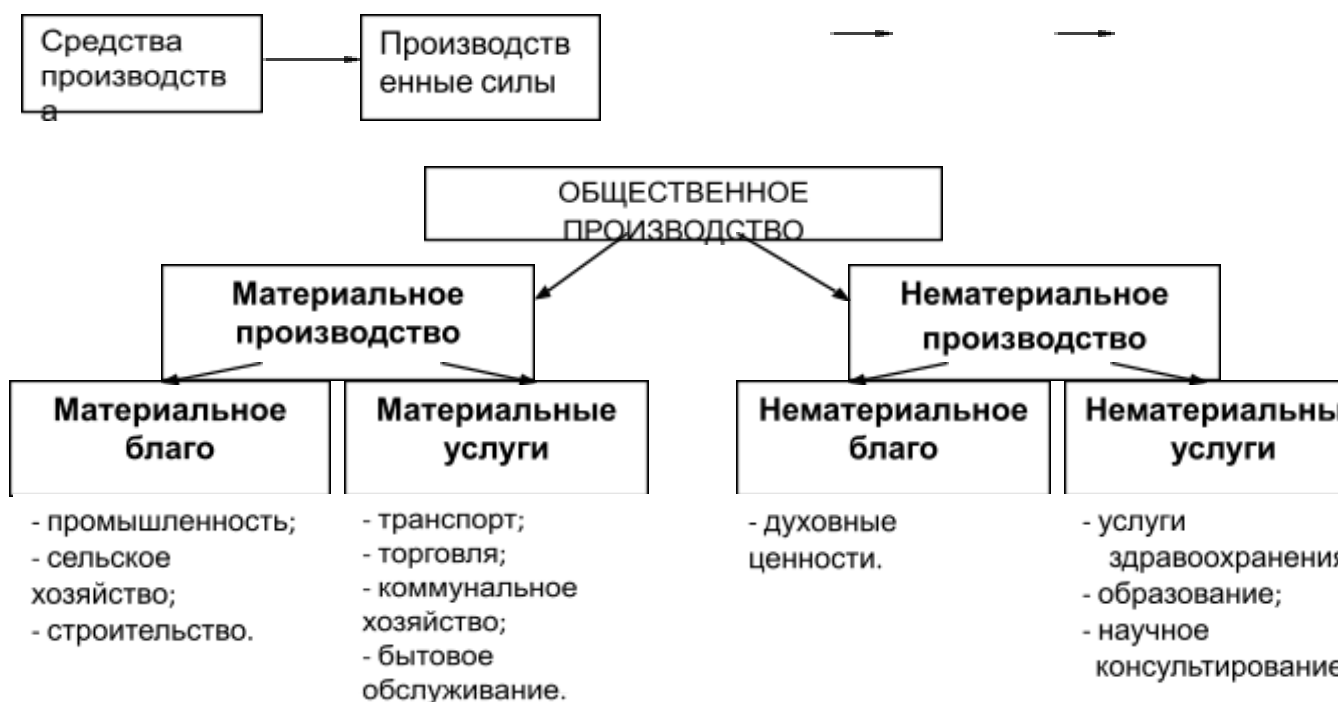 Средства
производств
а
Производств
енные силы
ОБЩЕСТВЕННОЕ
ПРОИЗВОДСТВО
Материальное
производство
Нематериальное
производство
Материальное
благо
Материальные
услуги
Нематериальное
благо
Нематериальны
услуги
- промышленность;
- сельское
хозяйство;
- строительство.
- транспорт;
- торговля;
- коммунальное
хозяйство;
- бытовое
обслуживание.
- духовные
ценности.
- услуги
здравоохранения
- образование;
- научное
консультирование